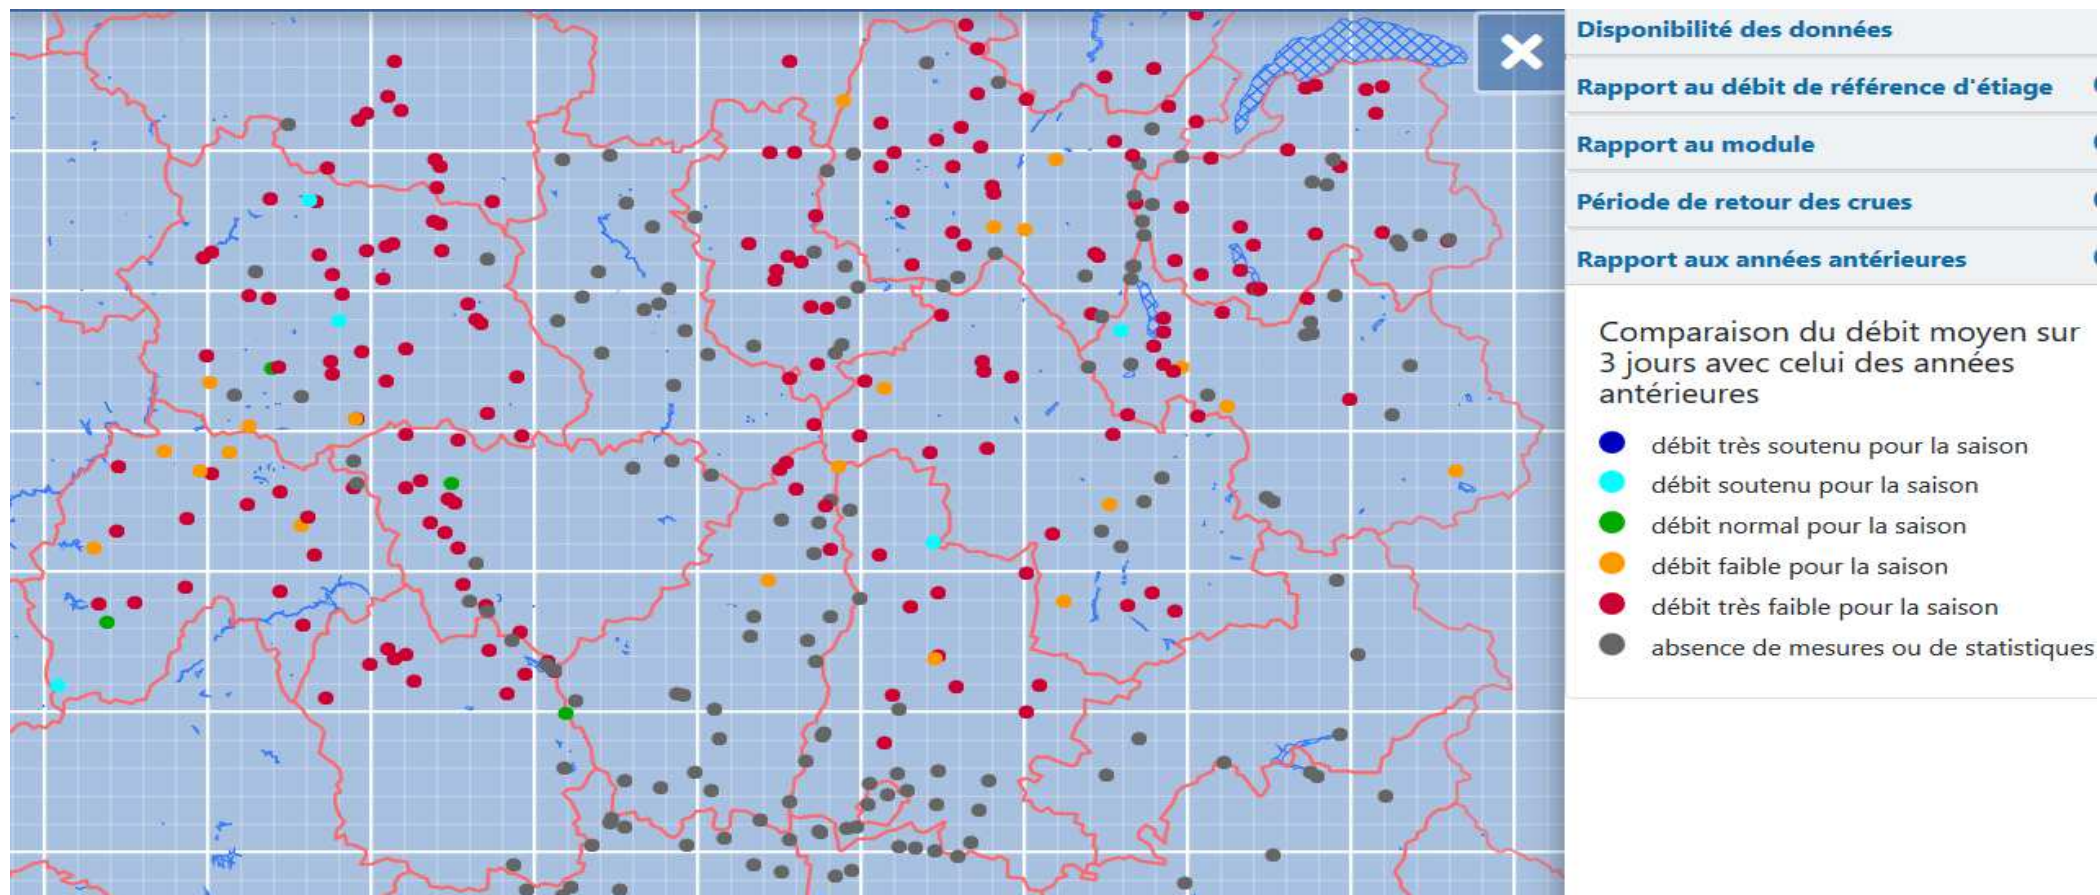 Disponibilité des données
Rapport au débit de référence d'étiage
Rapport au module
Période de retour des crues
Rapport aux années antérieures
Comparaison du débit moyen sur
3 jours avec celui des années
antérieures
débit très soutenu pour la saison
débit soutenu pour la saison
débit normal pour la saison
débit faible pour la saison
débit très faible pour la saison
absence de mesures ou de statistiques